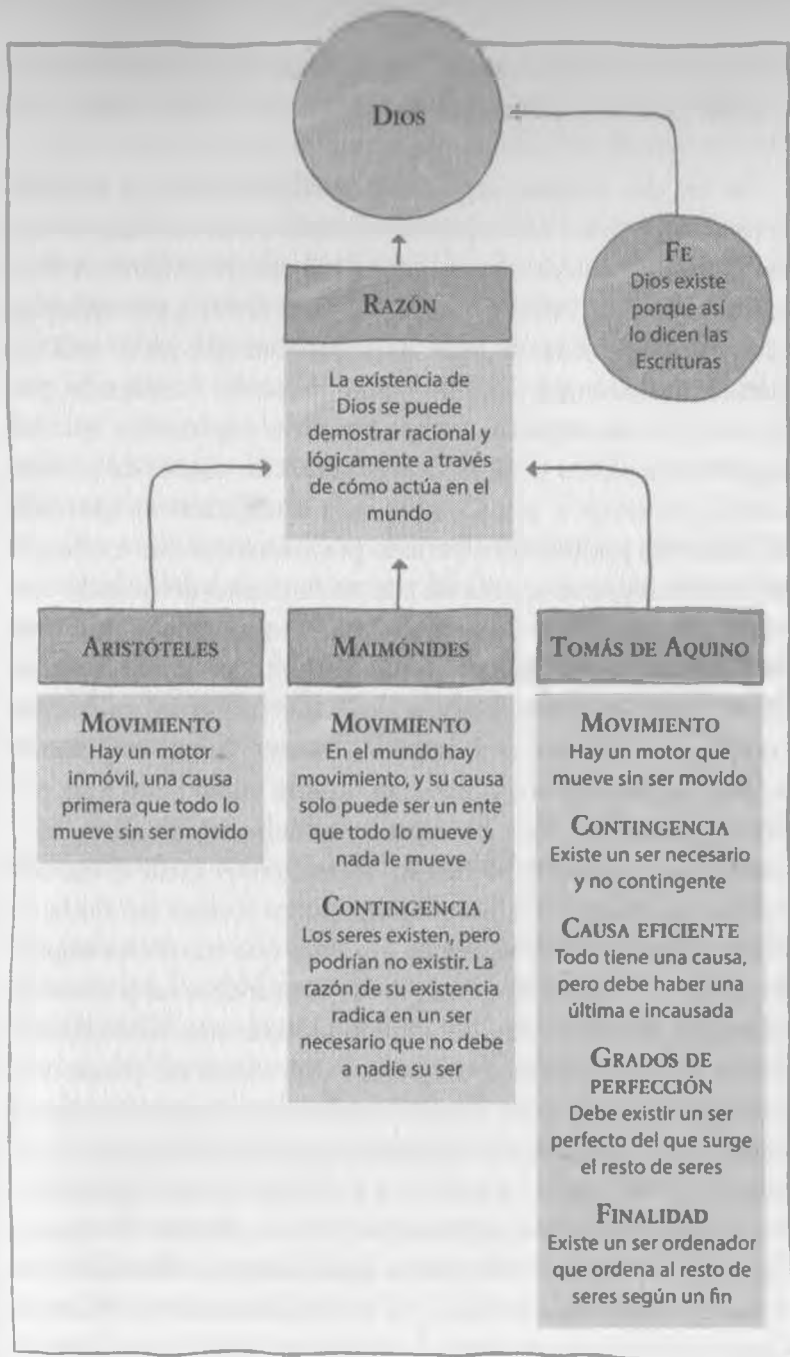 DIOS
FE
Dios existe
porque así
lo dicen las
Escrituras
RAZÓN
La existencia de
Dios se puede
demostrar racional y
lógicamente a través
de cómo actúa en el
mundo
ARISTÓTELES
MOVIMIENTO
Hay un motor
inmóvil, una causa
primera que todo lo
mueve sin ser movido
MAIMÓNIDES
MOVIMIENTO
En el mundo hay
movimiento, y su causa
solo puede ser un ente
que todo lo mueve y
nada le mueve
CONTINGENCIA
Los seres existen, pero
podrían no existir. La
razón de su existencia
radica en un ser
necesario que no debe
a nadie su ser
TOMÁS DE AQUINO
MOVIMIENTO
Hay un motor que
mueve sin ser movido
CONTINGENCIA
Existe un ser necesario
y no contingente
CAUSA EFICIENTE
Todo tiene una causa,
pero debe haber una
última e incausada
GRADOS DE
PERFECCIÓN
Debe existir un ser
perfecto del que surge
el resto de seres
FINALIDAD
Existe un ser ordenador
que ordena al resto de
seres según un fin